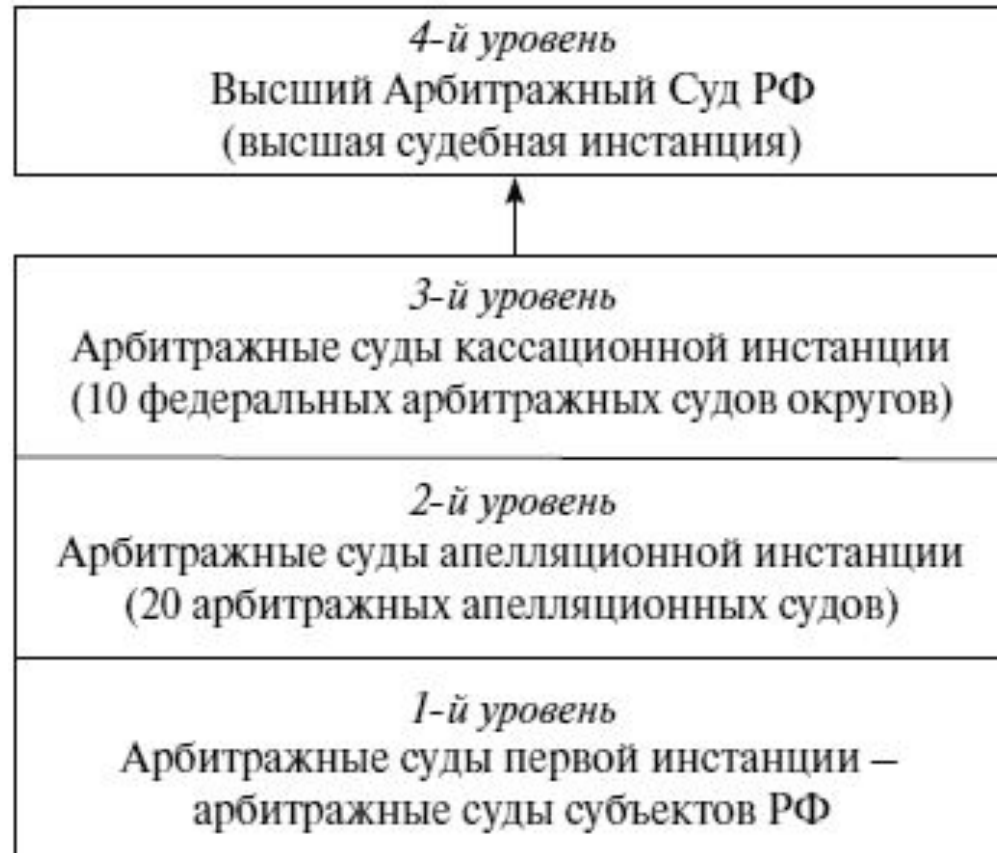 4-й уровень
Высший Арбитражный Суд РФ
(высшая судебная инстанция)
3-й уровень
Арбитражные суды кассационной инстанции
(10 федеральных арбитражных судов округов)
2-й уровень
Арбитражные суды апелляционной инстанции
(20 арбитражных апелляционных судов)
1-й уровень
Арбитражные суды первой инстанции –
арбитражные суды субъектов РФ